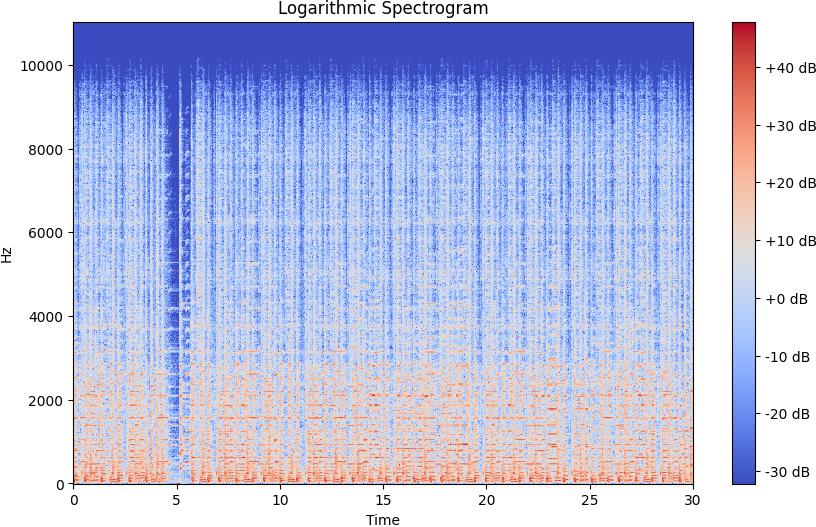 Logarithmic Spectrogram
Hz
10000
8000
6000
4000
2000
0
0 5 10 15 20 25 30
Time
+40 dB
+30 dB
+20 dB
+10 dB
+0 dB
-10 dB
-20 dB
-30 dB